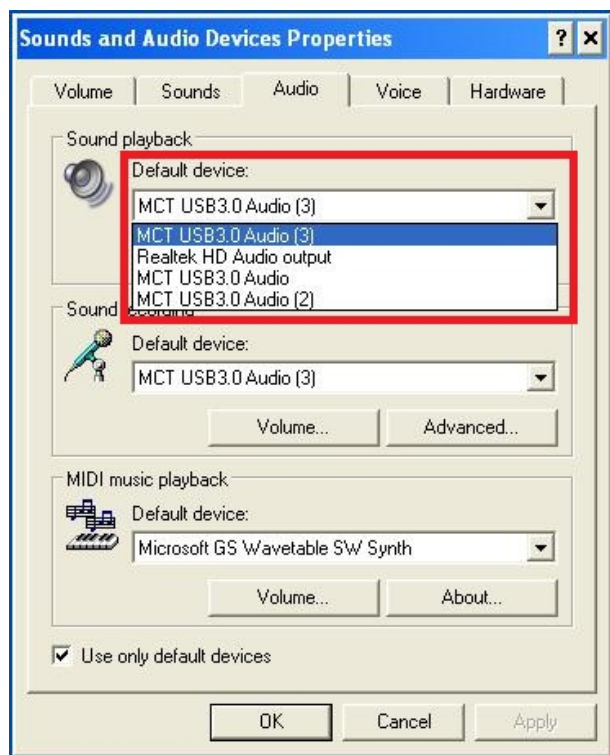 Sounds and Audio Devices Properties ? ×
Volume Sounds Audio Voice Hardware
Sound playback
Default device:
MCT USB3.0 Audio (3)
MCT USB3.0 Audio (3)
Realtek HD Audio output
MCT USB3.0 Audio
MCT USB3.0 Audio (2)
Sound recording
Default device:
MCT USB3.0 Audio (3)
Volume... Advanced...
MIDI music playback
Default device:
Microsoft GS Wavetable SW Synth
Volume... About...
Use only default devices
OK Cancel Apply